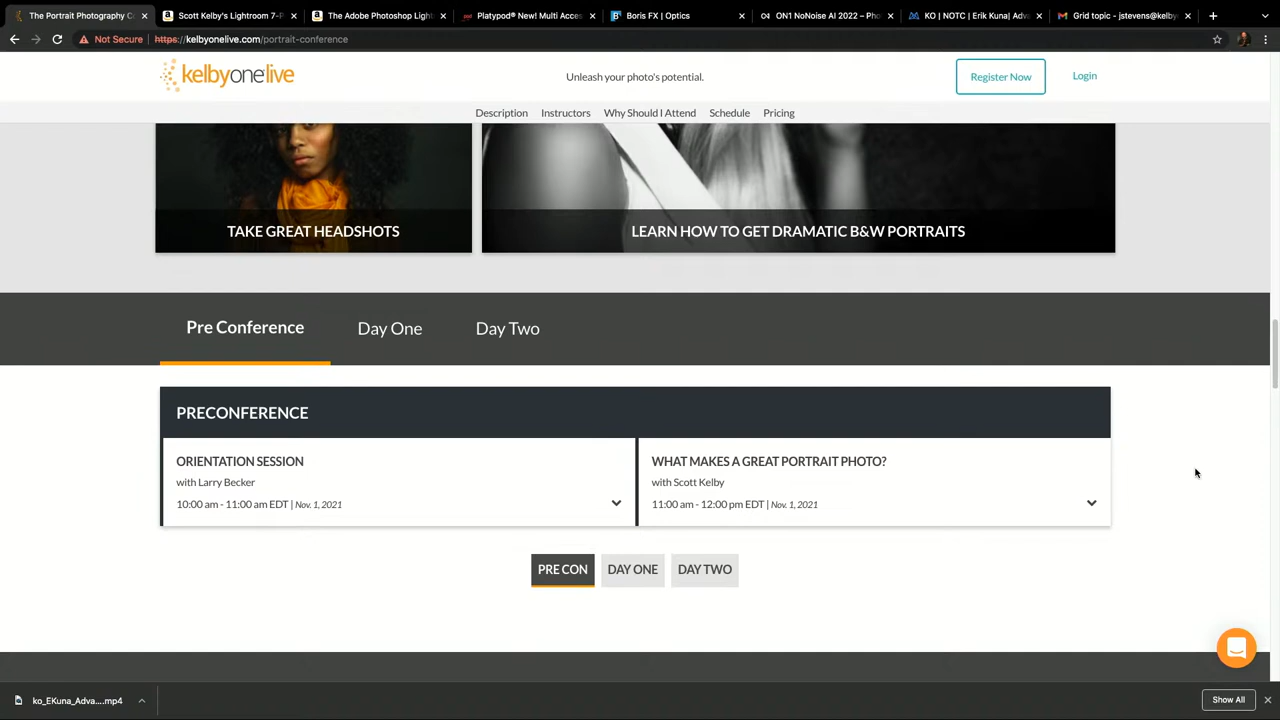 The Portrait Photography C
Scott Kelby's Lightroom 7-P
The Adobe Photoshop Light
Platypod® New! Multi Acces
Boris FX | Optics
ON1 NoNoise AI 2022 – Pho
KO | NOTC | Erik Kuna| Adva
Grid topic - jstevens@kelby
Not Secure
https://kelbyonelive.com/portrait-conference
kelbyonelive
Unleash your photo's potential.
Register Now
Login
Description
Instructors
Why Should I Attend
Schedule
Pricing
TAKE GREAT HEADSHOTS
LEARN HOW TO GET DRAMATIC B&W PORTRAITS
Pre Conference
Day One
Day Two
PRECONFERENCE
ORIENTATION SESSION
with Larry Becker
10:00 am - 11:00 am EDT | Nov. 1, 2021
WHAT MAKES A GREAT PORTRAIT PHOTO?
with Scott Kelby
11:00 am - 12:00 pm EDT | Nov. 1, 2021
PRE CON
DAY ONE
DAY TWO
ko_EKuna_Adva....mp4
Show All